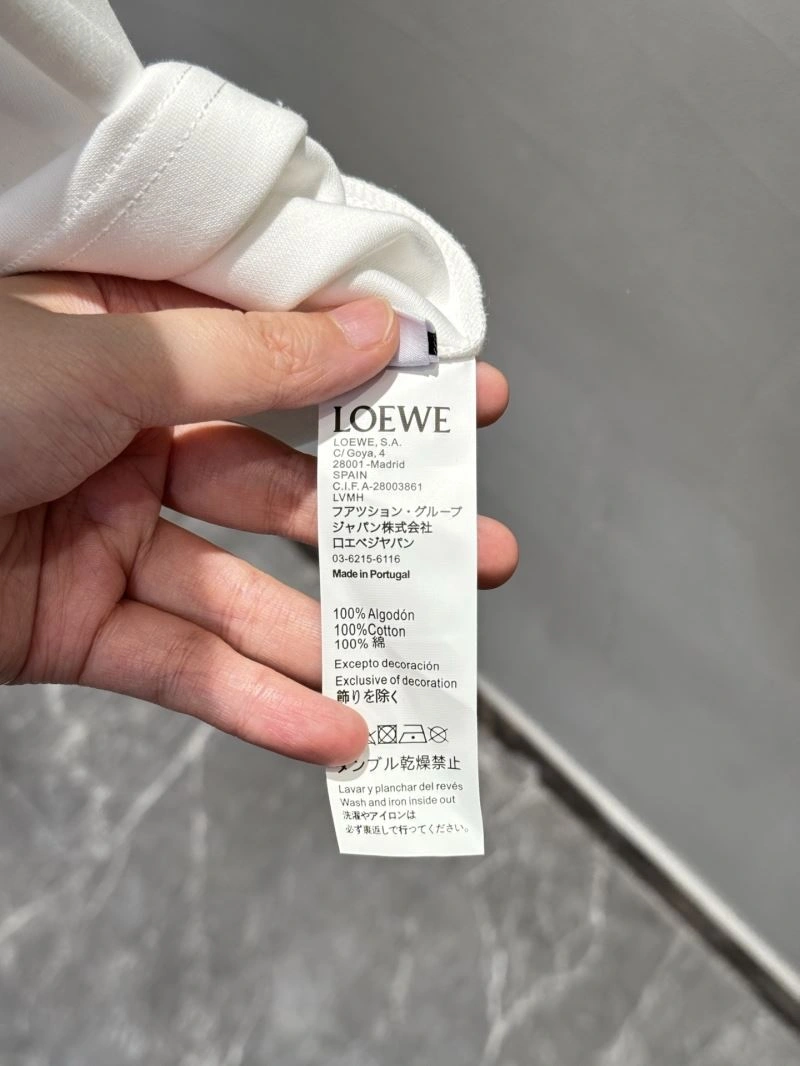 LOEWE
LOEWE, S.A.
C/ Goya, 4
28001-Madrid
SPAIN
C.I.F. A-28003861
LVMH
フアツション・グループ
ジャパン株式会社
口エベジヤパン
03-6215-6116
Made in Portugal
100% Algodón
100%Cotton
100% 綿
Excepto decoración
Exclusive of decoration
飾りを除く
タンブル乾燥禁止
Lavar y planchar del revés
Wash and iron inside out
洗濯やアイロンは
必ず裏返して行ってください。